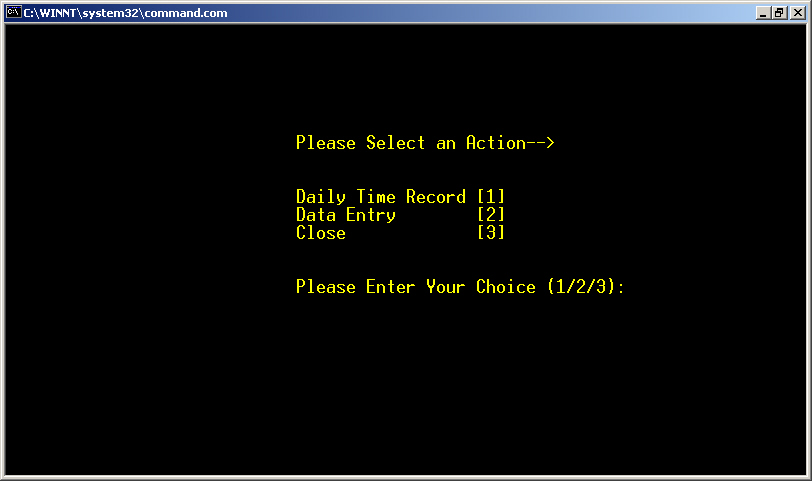 C:\WINNT\system32\command.com
Please Select an Action-->
Daily Time Record [1]
Data Entry        [2]
Close             [3]
Please Enter Your Choice (1/2/3):